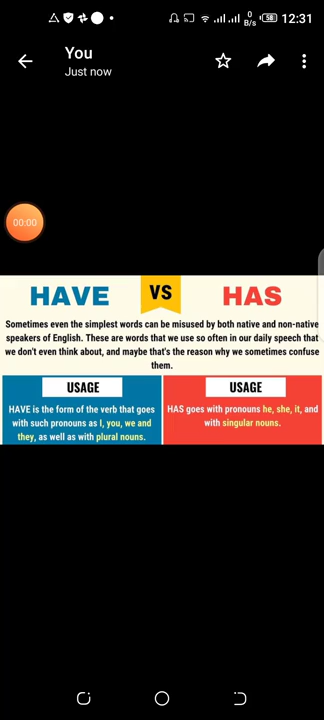 12:31
0
B/s
58
You
Just now
00:00
HAVE VS HAS
Sometimes even the simplest words can be misused by both native and non-native
speakers of English. These are words that we use so often in our daily speech that
we don't even think about, and maybe that's the reason why we sometimes confuse
them.
USAGE
HAVE is the form of the verb that goes
with such pronouns as I, you, we and
they, as well as with plural nouns.
USAGE
HAS goes with pronouns he, she, it, and
with singular nouns.